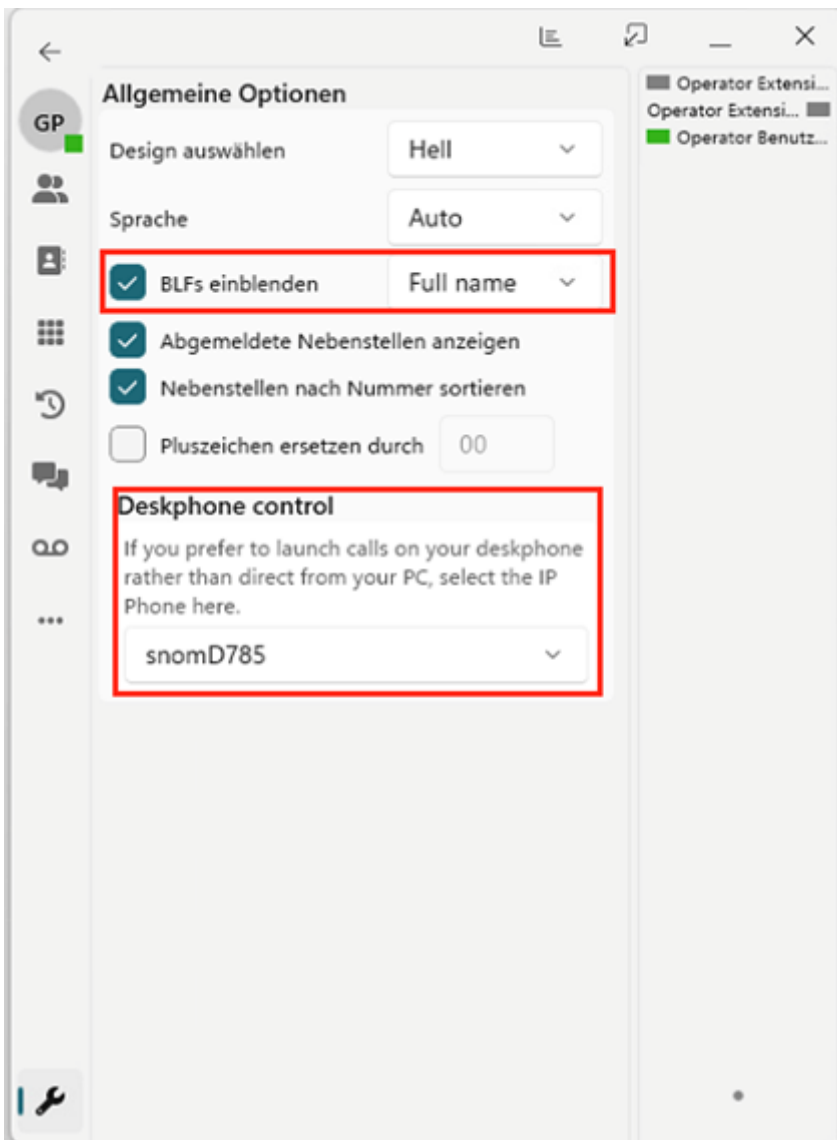 GP
Allgemeine Optionen
Design auswählen
Hell
Sprache
Auto
BLFs einblenden
Full name
Abgemeldete Nebenstellen anzeigen
Nebenstellen nach Nummer sortieren
Pluszeichen ersetzen durch
00
Deskphone control
If you prefer to launch calls on your deskphone
rather than direct from your PC, select the IP
Phone here.
snomD785
Operator Extensi...
Operator Extensi...
Operator Benutz...